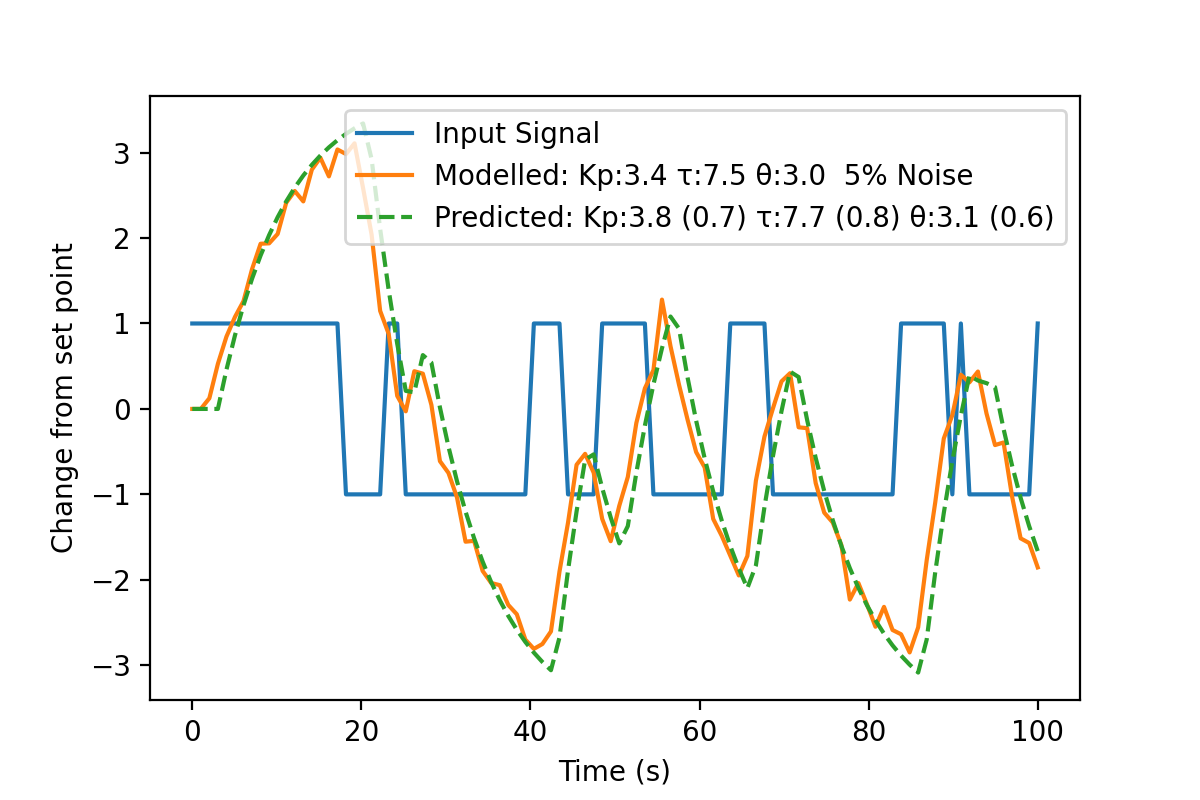 Input Signal
Modelled: Kp:3.4 τ:7.5 θ:3.0  5% Noise
Predicted: Kp:3.8 (0.7) τ:7.7 (0.8) θ:3.1 (0.6)
3
2
1
0
−1
−2
−3
Change from set point
0 20 40 60 80 100
Time (s)